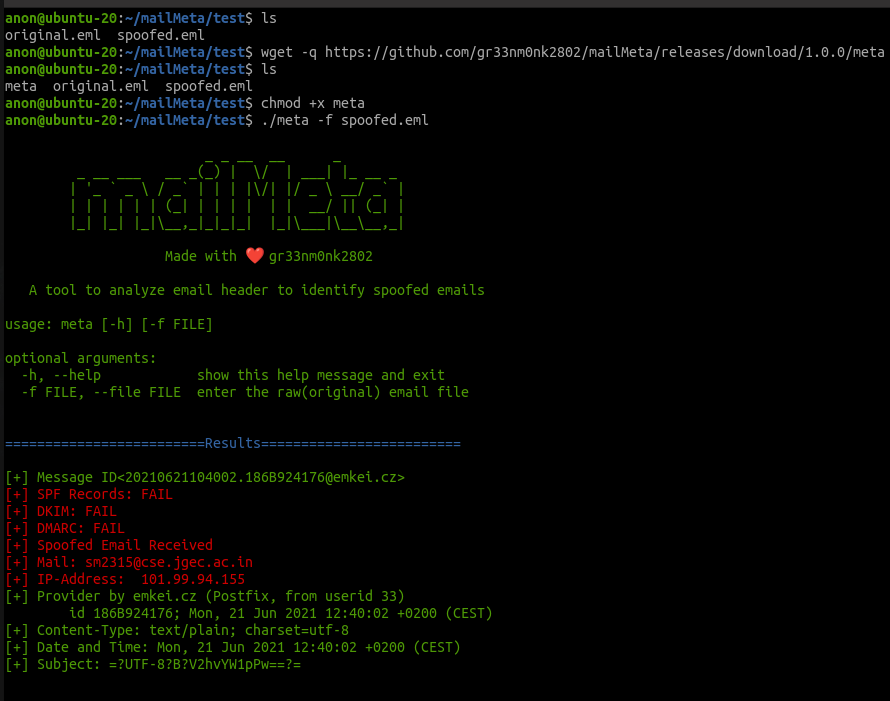 anon@ubuntu-20:~/mailMeta/test$ ls
original.eml  spoofed.eml
anon@ubuntu-20:~/mailMeta/test$ wget -q https://github.com/gr33nm0nk2802/mailMeta/releases/download/1.0.0/meta
anon@ubuntu-20:~/mailMeta/test$ ls
meta  original.eml  spoofed.eml
anon@ubuntu-20:~/mailMeta/test$ chmod +x meta
anon@ubuntu-20:~/mailMeta/test$ ./meta -f spoofed.eml
mailMeta
Made with ❤️ gr33nm0nk2802
A tool to analyze email header to identify spoofed emails
usage: meta [-h] [-f FILE]
optional arguments:
  -h, --help            show this help message and exit
  -f FILE, --file FILE  enter the raw(original) email file
=========================Results=========================
[+] Message ID<20210621104002.186B924176@emkei.cz>
[+] SPF Records: FAIL
[+] DKIM: FAIL
[+] DMARC: FAIL
[+] Spoofed Email Received
[+] Mail: sm2315@cse.jgec.ac.in
[+] IP-Address:  101.99.94.155
[+] Provider by emkei.cz (Postfix, from userid 33)
        id 186B924176; Mon, 21 Jun 2021 12:40:02 +0200 (CEST)
[+] Content-Type: text/plain; charset=utf-8
[+] Date and Time: Mon, 21 Jun 2021 12:40:02 +0200 (CEST)
[+] Subject: =?UTF-8?B?V2hvYW1pPw==?=